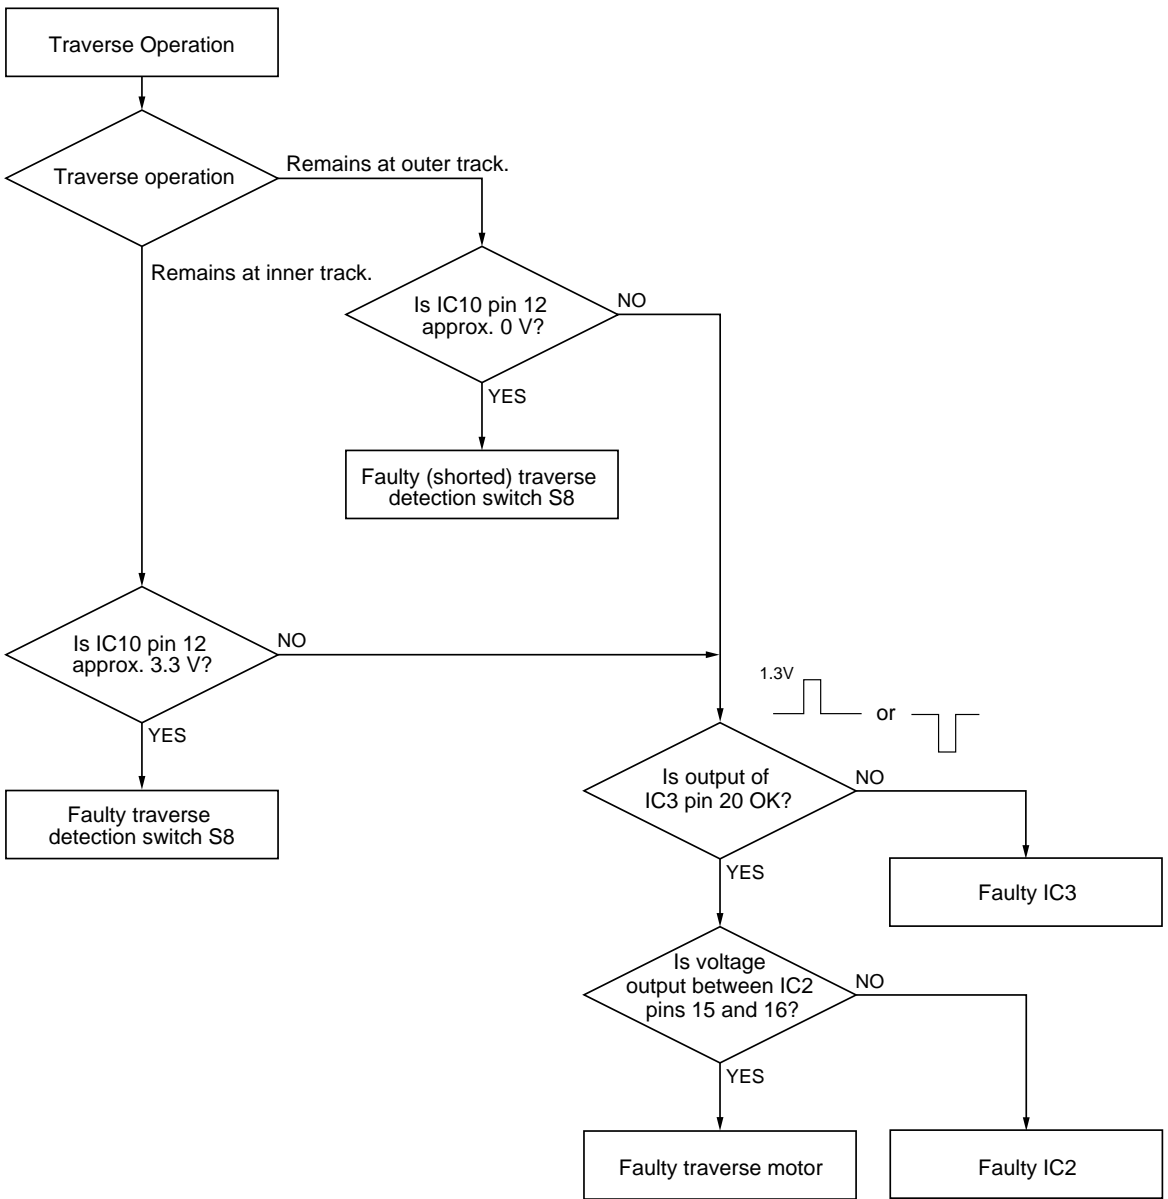 Traverse Operation
Traverse operation
Remains at outer track.
Remains at inner track.
Is IC10 pin 12
approx. 0 V?
NO
YES
Faulty (shorted) traverse
detection switch S8
Is IC10 pin 12
approx. 3.3 V?
NO
YES
Faulty traverse
detection switch S8
1.3V
or
Is output of
IC3 pin 20 OK?
NO
YES
Faulty IC3
Is voltage
output between IC2
pins 15 and 16?
NO
YES
Faulty traverse motor
Faulty IC2